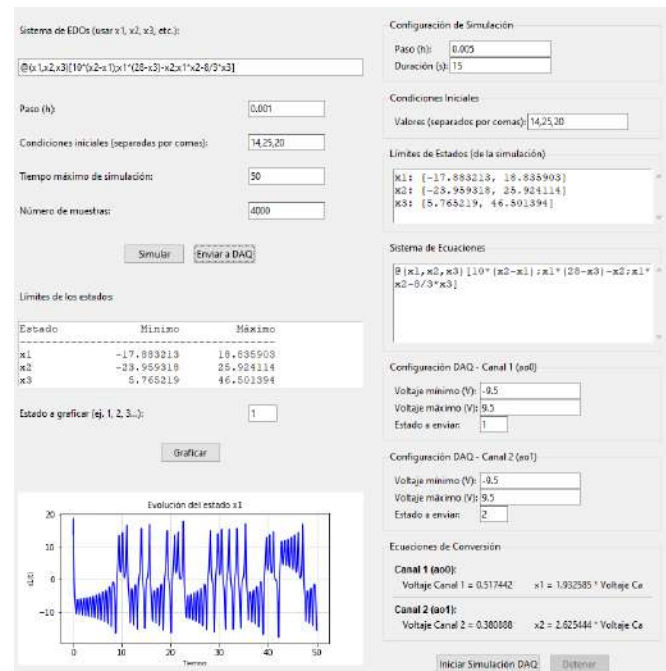 Sistema de EDOs (usar x1, x2, x3, etc.):
@(x1,x2,x3)[10*(x2-x1);x1*(28-x3)-x2;x1*x2-8/3*x3]
Paso (h):
0.001
Condiciones iniciales (separadas por comas):
14,25,20
Tiempo máximo de simulación:
50
Número de muestras:
4000
Simular
Enviar a DAQ
Límites de los estados:
Estado Mínimo Máximo
x1 -17.883213 18.835903
x2 -23.959318 25.924114
x3 5.765219 46.501394
Estado a graficar (ej. 1, 2, 3...):
1
Graficar
Evolución del estado x1
20
10
0
-10
x1(t)
0 10 20 30 40 50
Tiempo
Configuración de Simulación
Paso (h): 0.005
Duración (s): 15
Condiciones Iniciales
Valores (separados por comas): 14,25,20
Límites de Estados (de la simulación)
x1: [-17.883213, 18.835903]
x2: [-23.959318, 25.924114]
x3: [5.765219, 46.501394]
Sistema de Ecuaciones
@(x1,x2,x3)[10*(x2-x1);x1*(28-x3)-x2;x1*
x2-8/3*x3]
Configuración DAQ - Canal 1 (ao0)
Voltaje mínimo (V): -9.5
Voltaje máximo (V): 9.5
Estado a enviar: 1
Configuración DAQ - Canal 2 (ao1)
Voltaje mínimo (V): -9.5
Voltaje máximo (V): 9.5
Estado a enviar: 2
Ecuaciones de Conversión
Canal 1 (ao0):
Voltaje Canal 1 = 0.517442 x1 = 1.932585 * Voltaje Ca
Canal 2 (ao1):
Voltaje Canal 2 = 0.380888 x2 = 2.625444 * Voltaje Ca
Iniciar Simulación DAQ
Detener